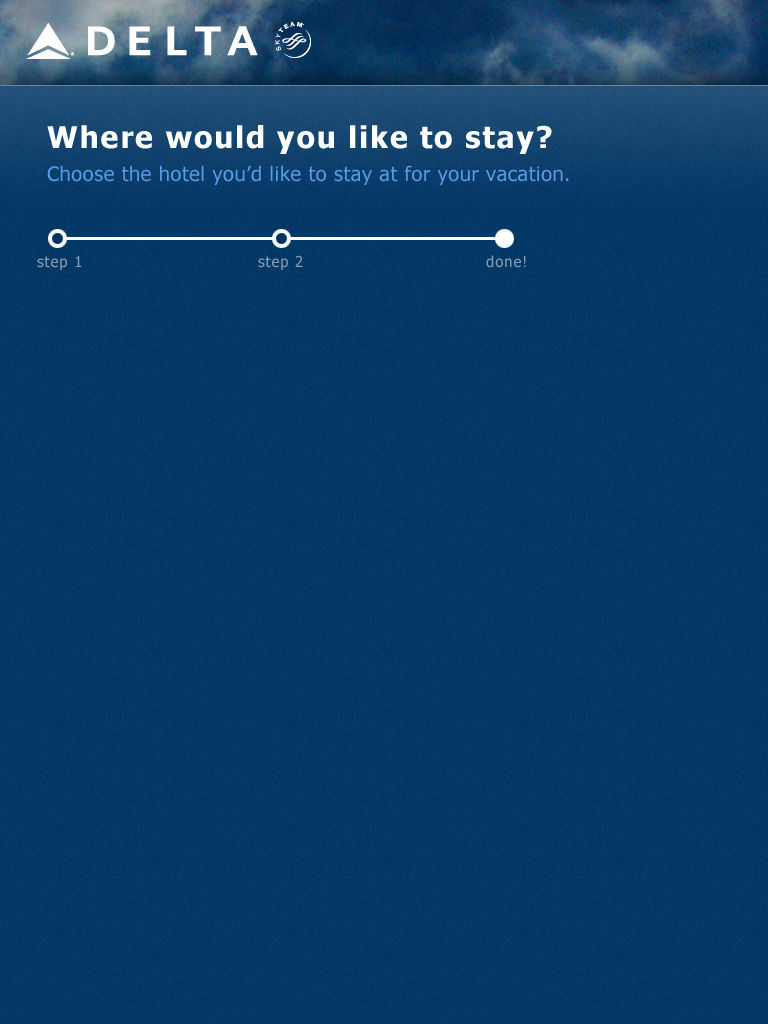 DELTA
SKYTEAM
Where would you like to stay?
Choose the hotel you’d like to stay at for your vacation.
step 1 step 2 done!